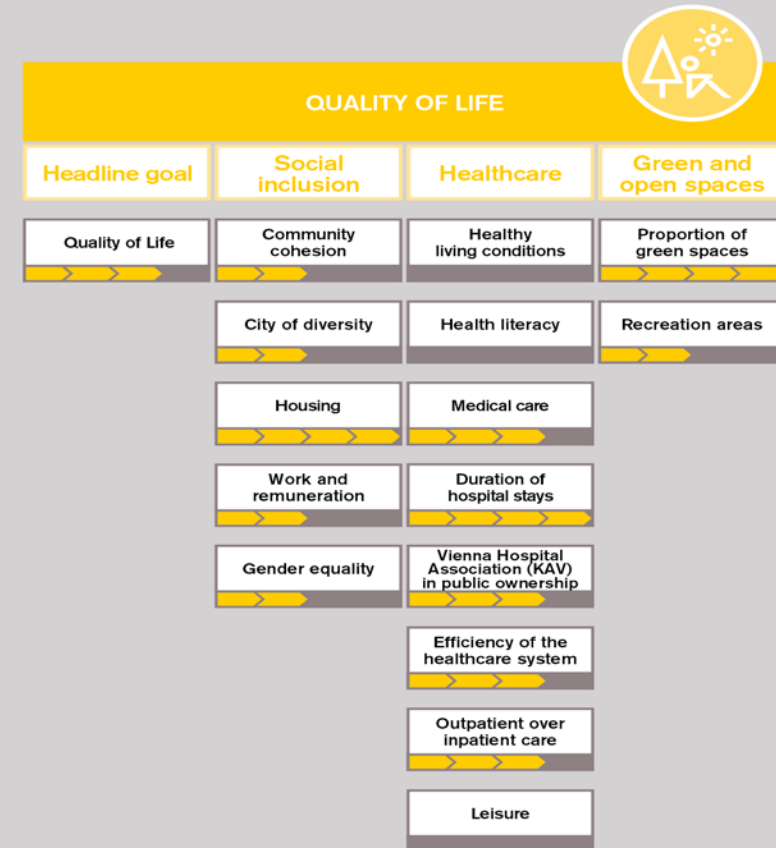 QUALITY OF LIFE
Headline goal
Social
inclusion
Healthcare
Green and
open spaces
Quality of Life
Community
cohesion
Healthy
living conditions
Proportion of
green spaces
City of diversity
Health literacy
Recreation areas
Housing
Medical care
Work and
remuneration
Duration of
hospital stays
Gender equality
Vienna Hospital
Association (KAV)
in public ownership
Efficiency of the
healthcare system
Outpatient over
inpatient care
Leisure